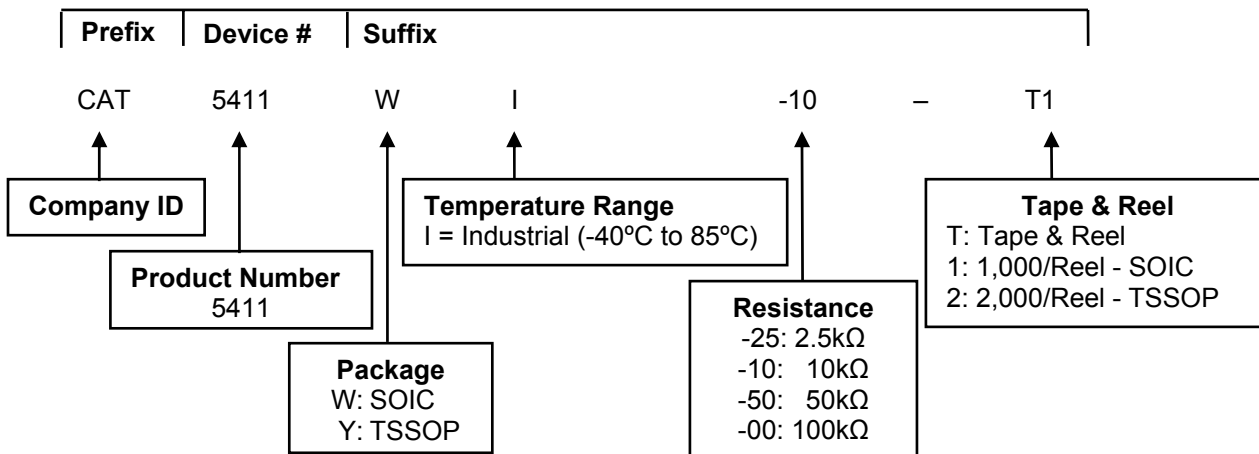 Prefix Device # Suffix
CAT 5411 W I -10 – T1
Company ID
Product Number
5411
Package
W: SOIC
Y: TSSOP
Temperature Range
I = Industrial (-40ºC to 85ºC)
Resistance
-25: 2.5kΩ
-10: 10kΩ
-50: 50kΩ
-00: 100kΩ
Tape & Reel
T: Tape & Reel
1: 1,000/Reel - SOIC
2: 2,000/Reel - TSSOP